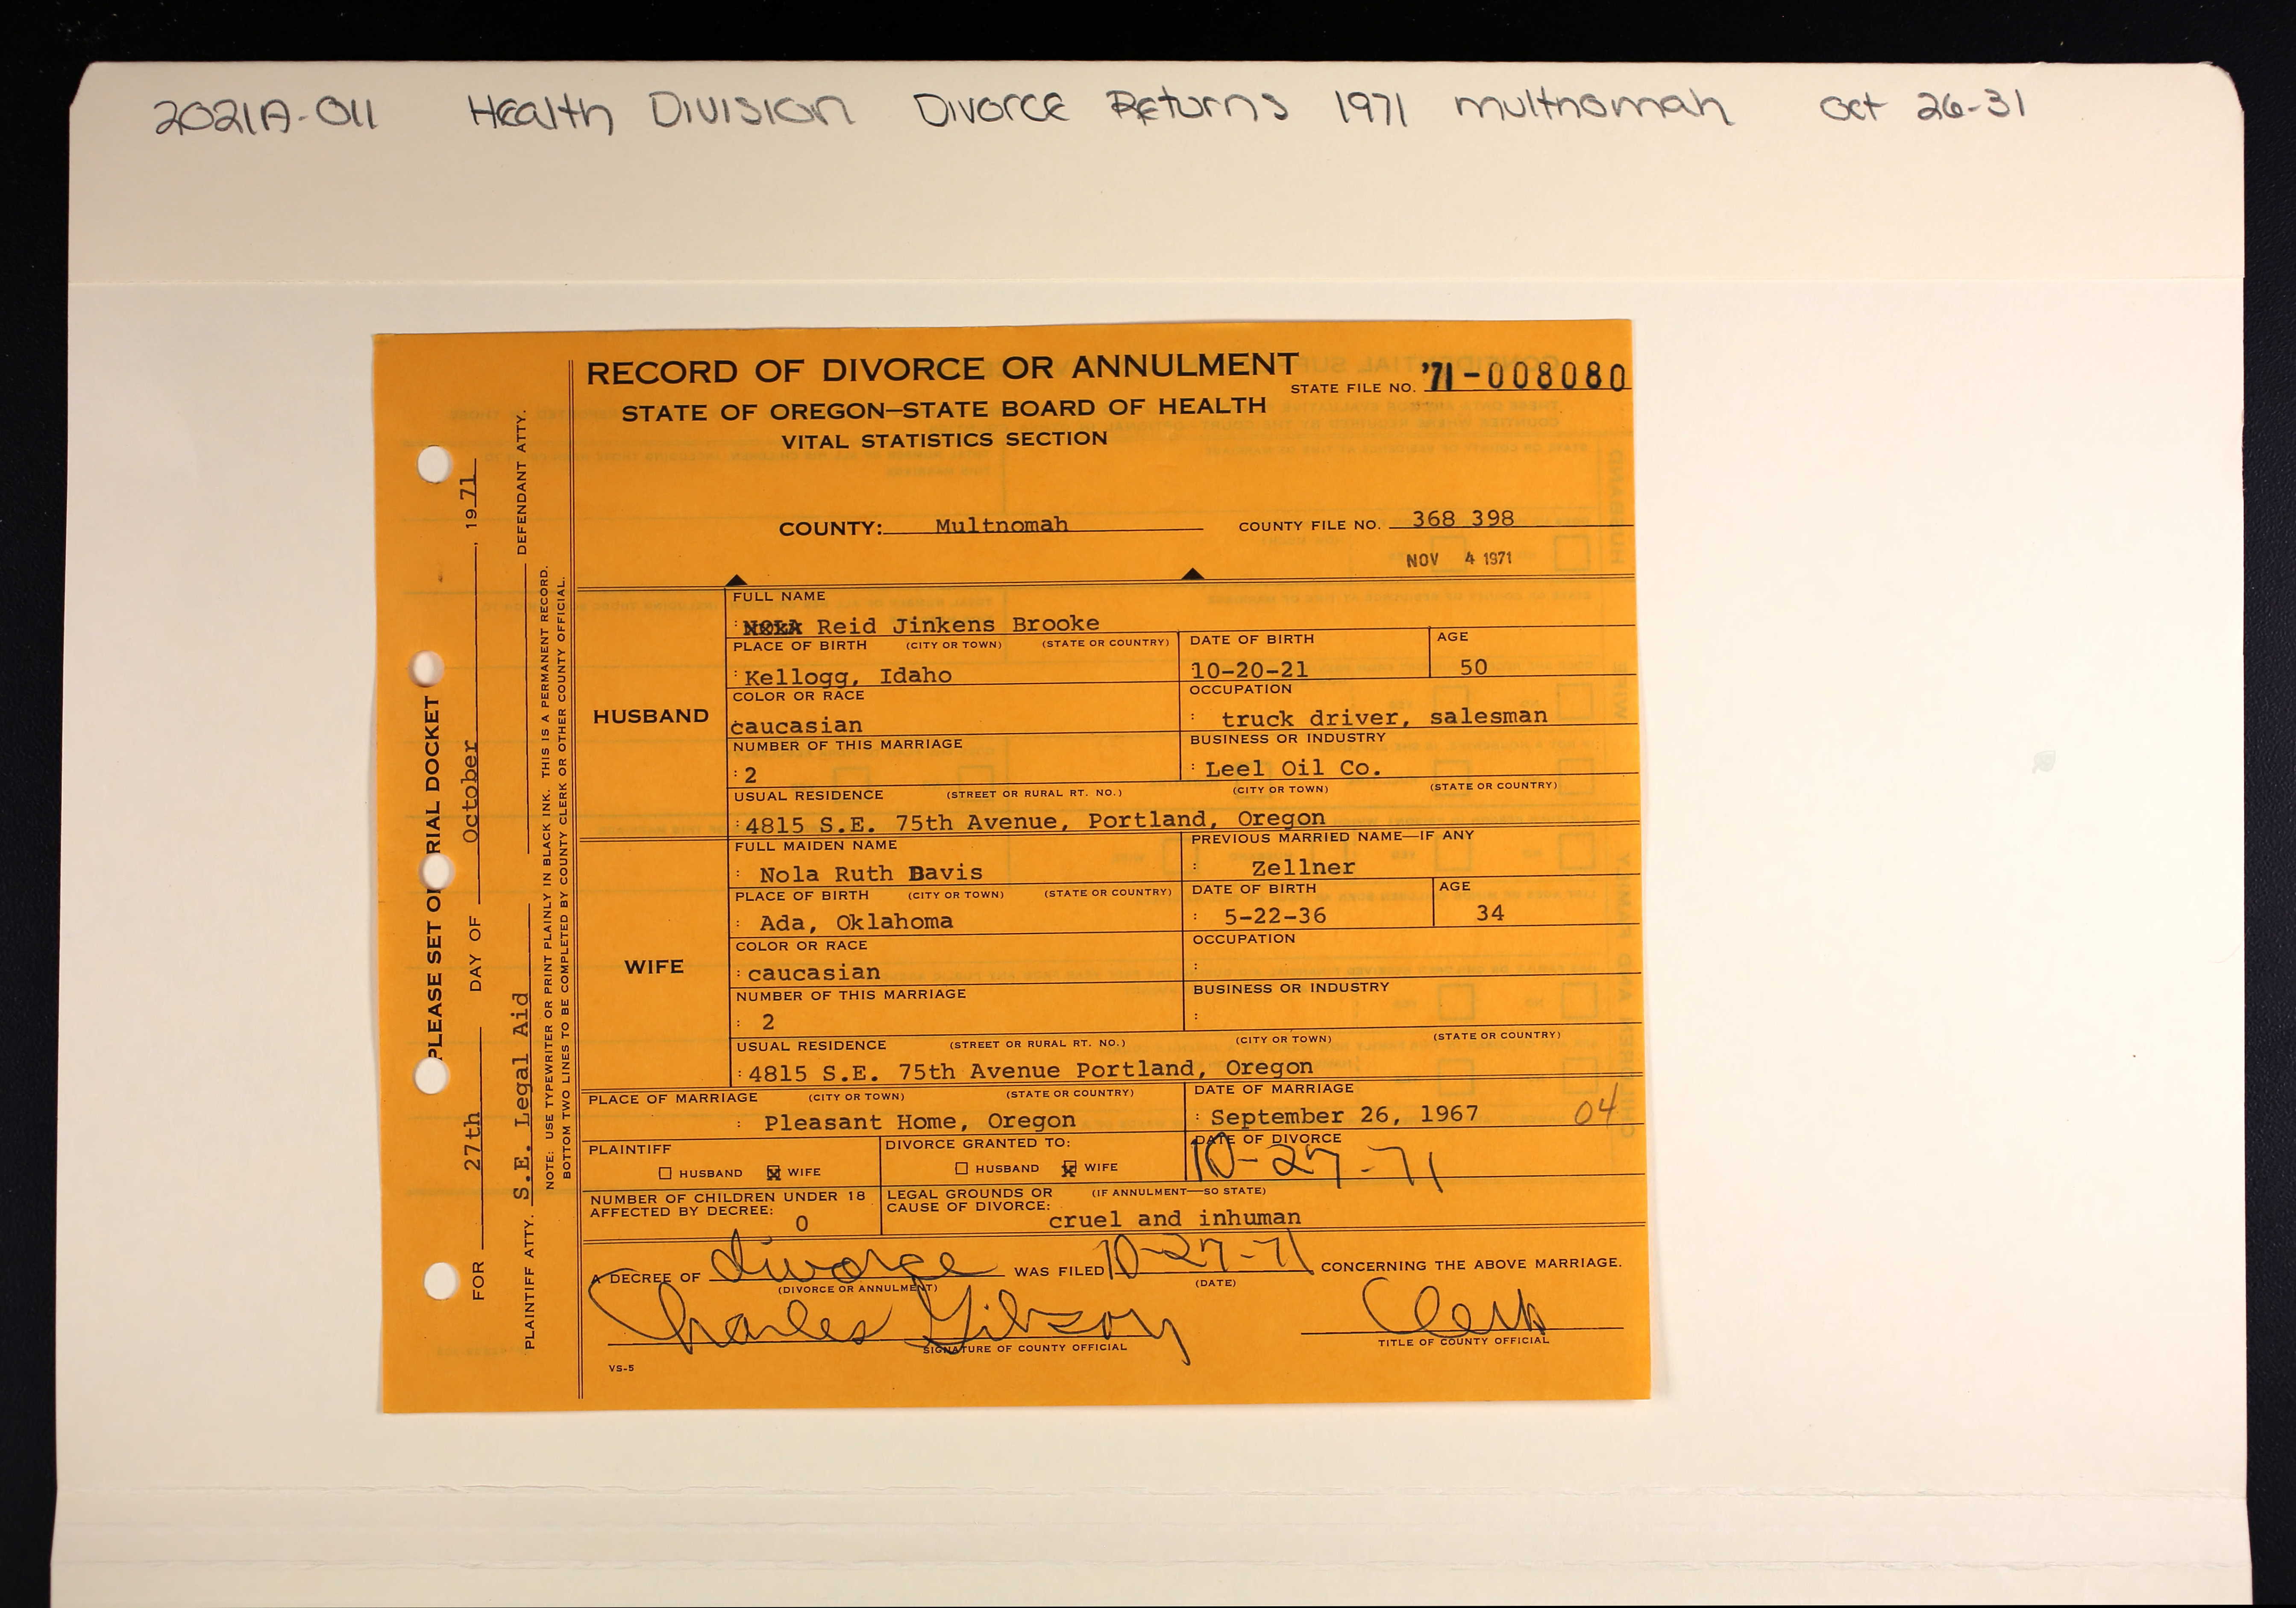 2021A-011 Health Division Divorce Returns 1971 multnomah Oct 26-31
RECORD OF DIVORCE OR ANNULMENT
STATE FILE NO. '71-008080
STATE OF OREGON—STATE BOARD OF HEALTH
VITAL STATISTICS SECTION
COUNTY: Multnomah COUNTY FILE NO. 368 398
NOV 4 1971
HUSBAND
FULL NAME
Reid Jinkens Brooke
PLACE OF BIRTH (CITY OR TOWN) (STATE OR COUNTRY) DATE OF BIRTH AGE
: Kellogg, Idaho 10-20-21 50
COLOR OR RACE OCCUPATION
caucasian : truck driver, salesman
NUMBER OF THIS MARRIAGE BUSINESS OR INDUSTRY
: 2 : Leel Oil Co.
USUAL RESIDENCE (STREET OR RURAL RT. NO.) (CITY OR TOWN) (STATE OR COUNTRY)
: 4815 S.E. 75th Avenue, Portland, Oregon
WIFE
FULL MAIDEN NAME PREVIOUS MARRIED NAME—IF ANY
: Nola Ruth Davis : Zellner
PLACE OF BIRTH (CITY OR TOWN) (STATE OR COUNTRY) DATE OF BIRTH AGE
: Ada, Oklahoma : 5-22-36 34
COLOR OR RACE OCCUPATION
: caucasian :
NUMBER OF THIS MARRIAGE BUSINESS OR INDUSTRY
: 2 :
USUAL RESIDENCE (STREET OR RURAL RT. NO.) (CITY OR TOWN) (STATE OR COUNTRY)
: 4815 S.E. 75th Avenue Portland, Oregon
PLACE OF MARRIAGE (CITY OR TOWN) (STATE OR COUNTRY) DATE OF MARRIAGE
: Pleasant Home, Oregon : September 26, 1967 04
PLAINTIFF DIVORCE GRANTED TO: DATE OF DIVORCE
HUSBAND WIFE HUSBAND WIFE 10-27-71
NUMBER OF CHILDREN UNDER 18 AFFECTED BY DECREE: 0
LEGAL GROUNDS OR (IF ANNULMENT—SO STATE)
CAUSE OF DIVORCE: cruel and inhuman
A DECREE OF divorce WAS FILED 10-27-71 CONCERNING THE ABOVE MARRIAGE.
(DIVORCE OR ANNULMENT) (DATE)
Charles Gibson Clerk
SIGNATURE OF COUNTY OFFICIAL TITLE OF COUNTY OFFICIAL
VS-5
PLEASE SET ON TRIAL DOCKET
FOR 27th DAY OF October, 1971
PLAINTIFF ATTY. S.E. Legal Aid DEFENDANT ATTY.
NOTE: USE TYPEWRITER OR PRINT PLAINLY IN BLACK INK. THIS IS A PERMANENT RECORD.
BOTTOM TWO LINES TO BE COMPLETED BY COUNTY CLERK OR OTHER COUNTY OFFICIAL.